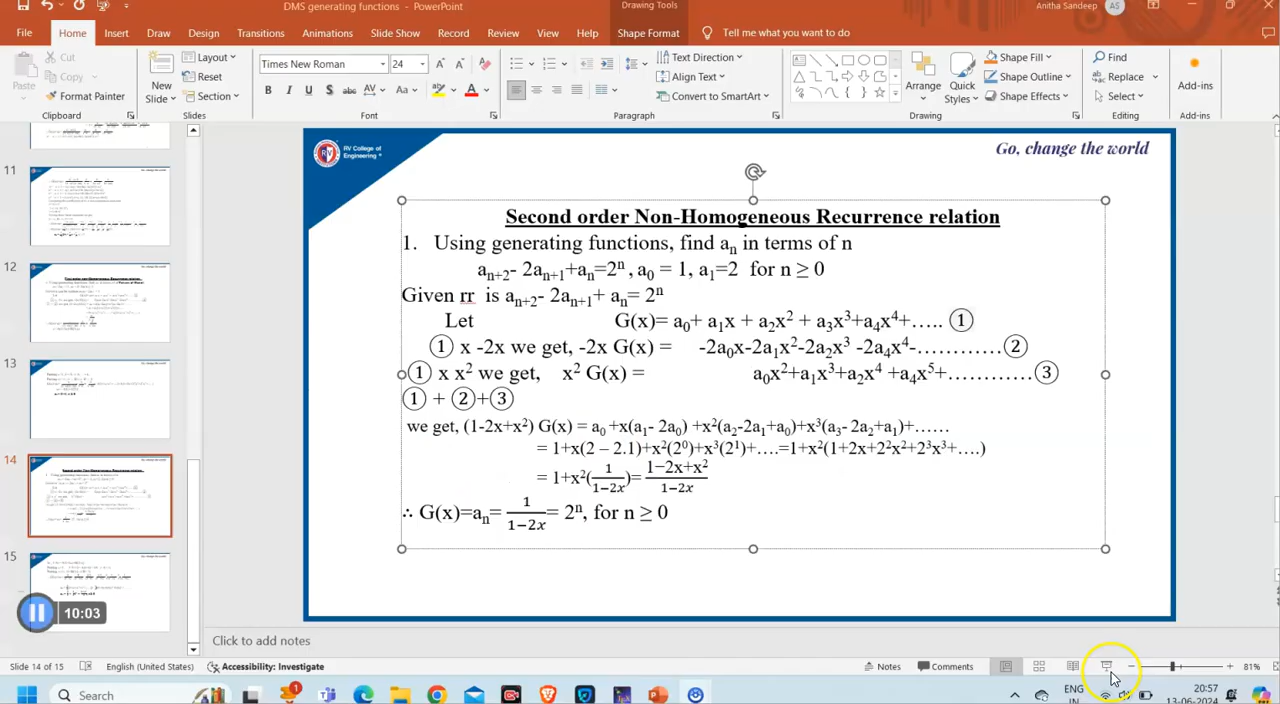 DMS generating functions - PowerPoint
Drawing Tools
Anitha Sandeep
AS
File Home Insert Draw Design Transitions Animations Slide Show Record Review View Help Shape Format Tell me what you want to do
Paste
Cut
Copy
Format Painter
Clipboard
New Slide
Layout
Reset
Section
Slides
Times New Roman 24
Font
Text Direction
Align Text
Convert to SmartArt
Paragraph
Arrange
Quick Styles
Shape Fill
Shape Outline
Shape Effects
Drawing
Find
Replace
Select
Editing
Add-ins
Add-ins
11
12
13
14
15
10:03
RV College of Engineering
Go, change the world
Second order Non-Homogeneous Recurrence relation
1. Using generating functions, find aₙ in terms of n
aₙ₊₂- 2aₙ₊₁+aₙ=2ⁿ , a₀ = 1, a₁=2 for n ≥ 0
Given rr is aₙ₊₂- 2aₙ₊₁+ aₙ= 2ⁿ
Let G(x)= a₀+ a₁x + a₂x² + a₃x³+a₄x⁴+….. ①
① x -2x we get, -2x G(x) = -2a₀x-2a₁x²-2a₂x³ -2a₄x⁴-………… ②
① x x² we get, x² G(x) = a₀x²+a₁x³+a₂x⁴ +a₄x⁵+………… ③
① + ②+③
we get, (1-2x+x²) G(x) = a₀ +x(a₁- 2a₀) +x²(a₂-2a₁+a₀)+x³(a₃- 2a₂+a₁)+……
= 1+x(2 – 2.1)+x²(2⁰)+x³(2¹)+….=1+x²(1+2x+2²x²+2³x³+….)
= 1+x²(1/(1−2x))= (1−2x+x²)/(1−2x)
∴ G(x)=aₙ= 1/(1−2x)= 2ⁿ, for n ≥ 0
Click to add notes
Slide 14 of 15 English (United States) Accessibility: Investigate Notes Comments 81%
Search
ENG
IN
20:57
13-06-2024